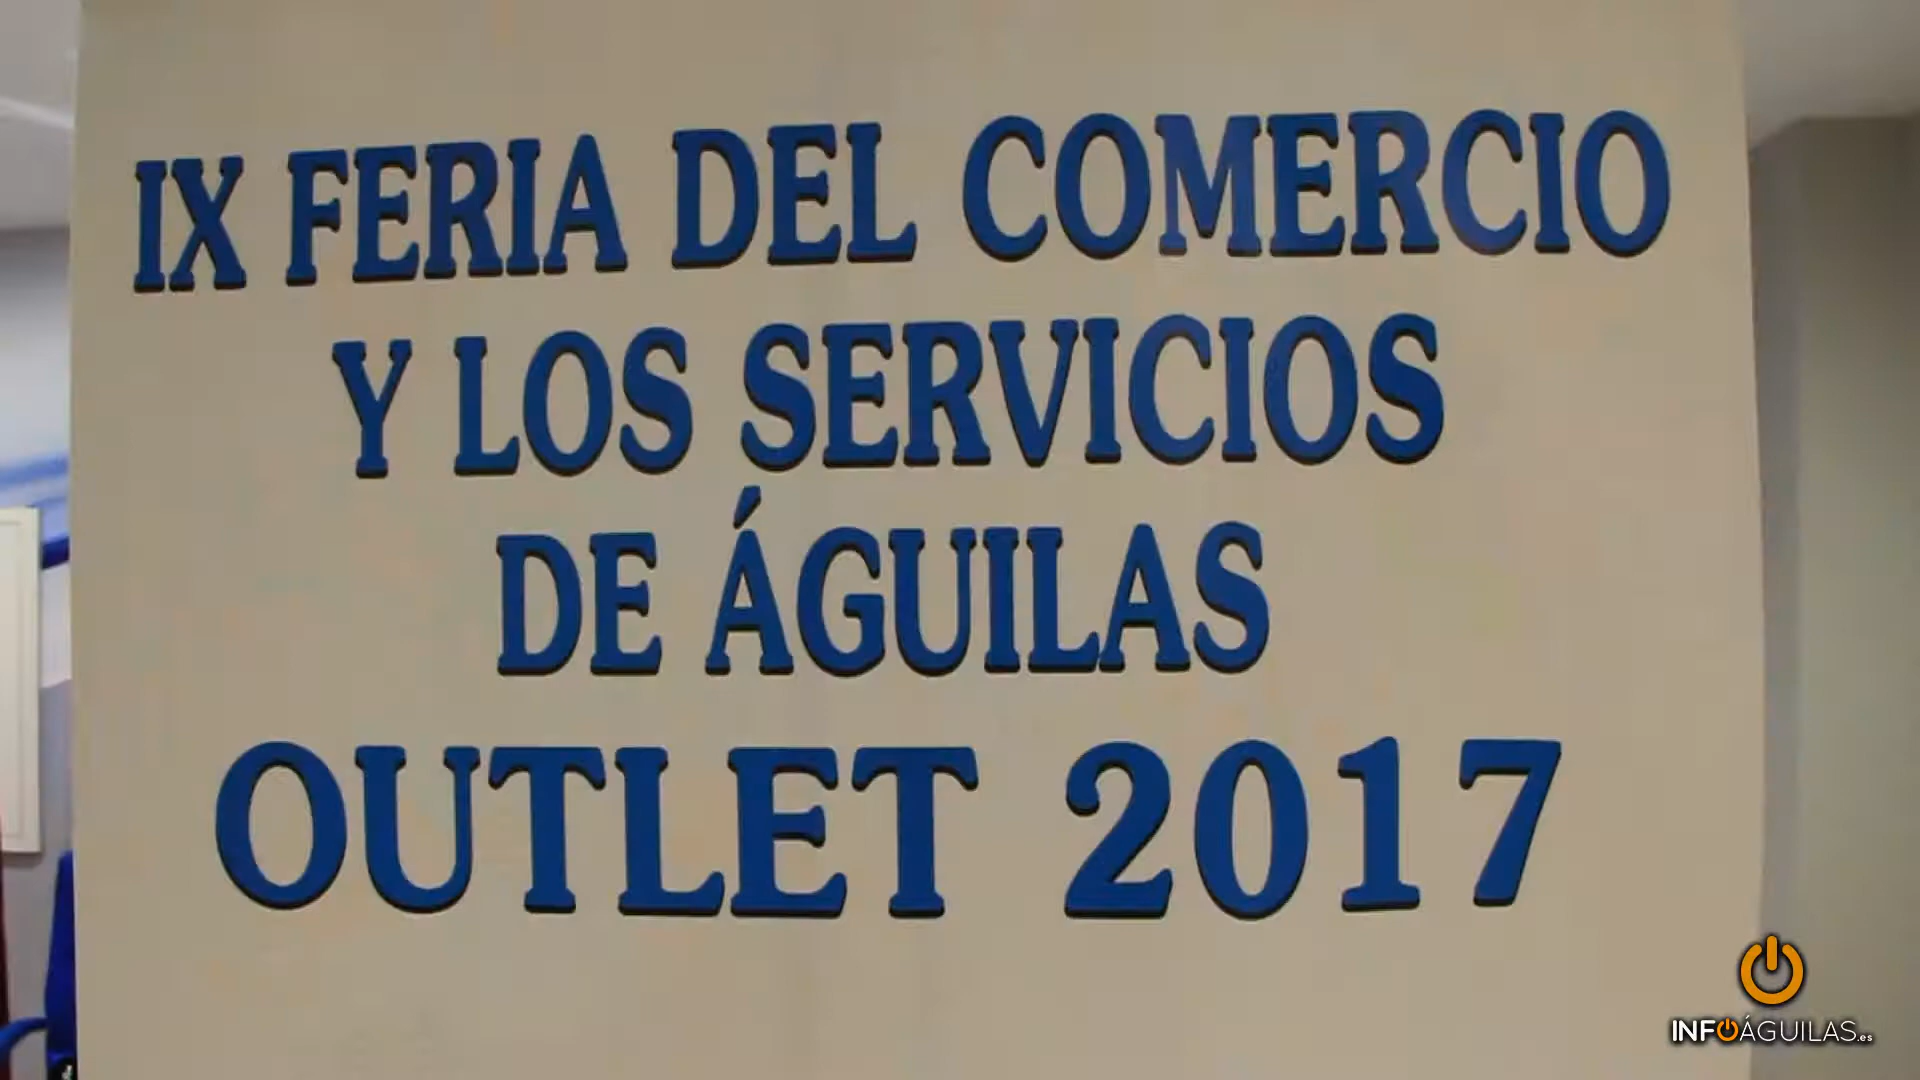 IX FERIA DEL COMERCIO
Y LOS SERVICIOS
DE ÁGUILAS
OUTLET 2017
INFOÁGUILAS.es